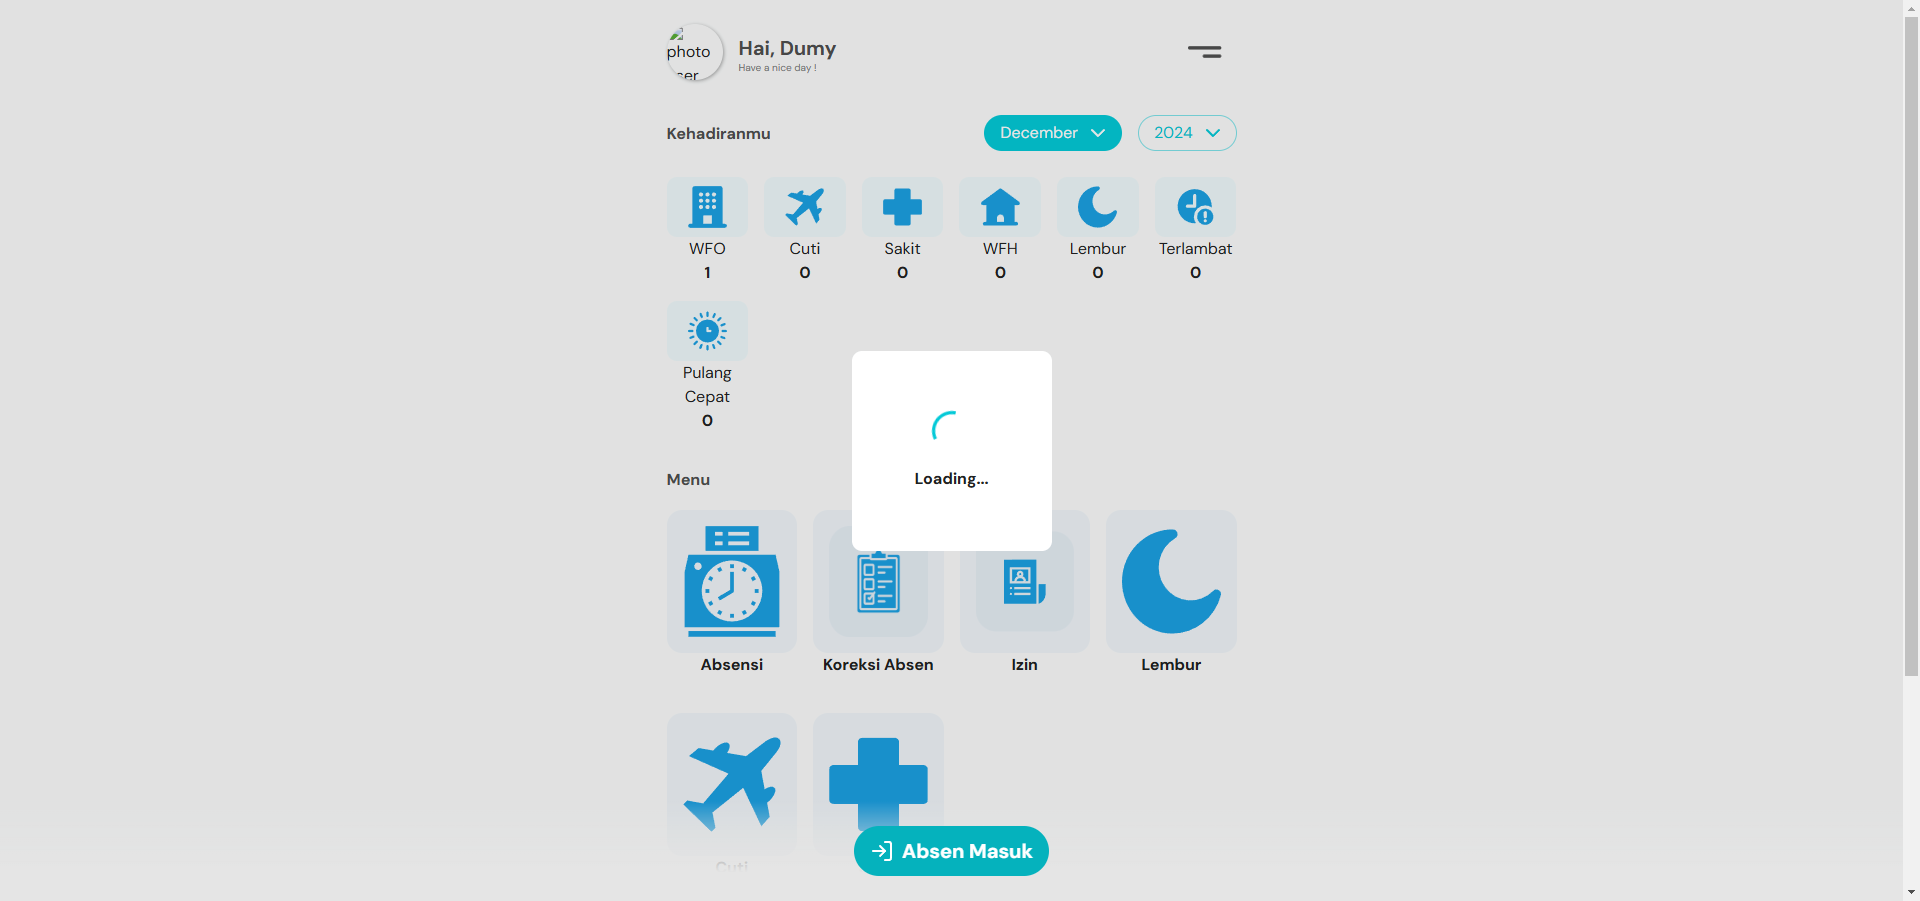 photo
Hai, Dumy
Have a nice day !
Kehadiranmu
December
2024
WFO
Cuti
Sakit
WFH
Lembur
Terlambat
1
0
0
0
0
0
Pulang
Cepat
0
Loading...
Menu
Absensi
Koreksi Absen
Izin
Lembur
Cuti
Absen Masuk